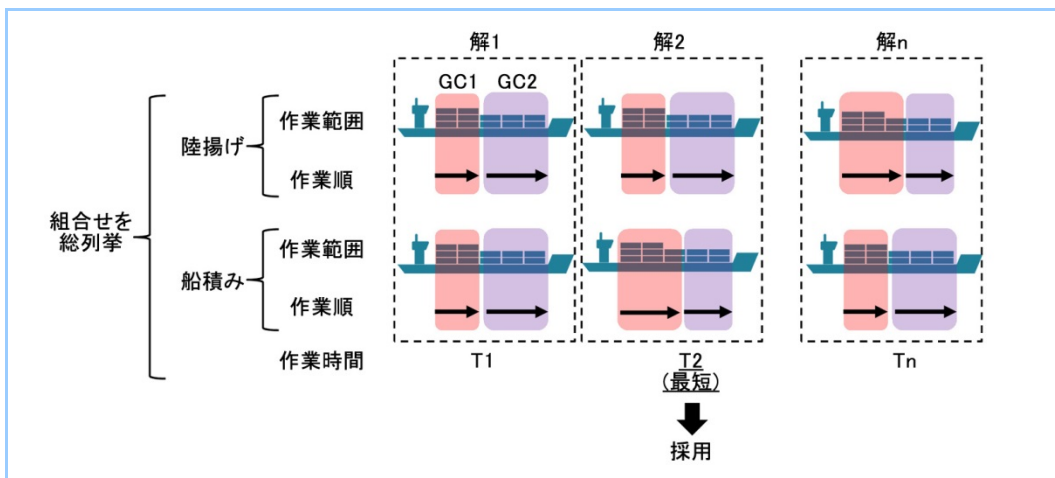 解1 解2 解n
GC1 GC2
作業範囲
陸揚げ
作業順
組合せを
総列挙
作業範囲
船積み
作業順
作業時間 T1 T2 Tn
(最短)
採用